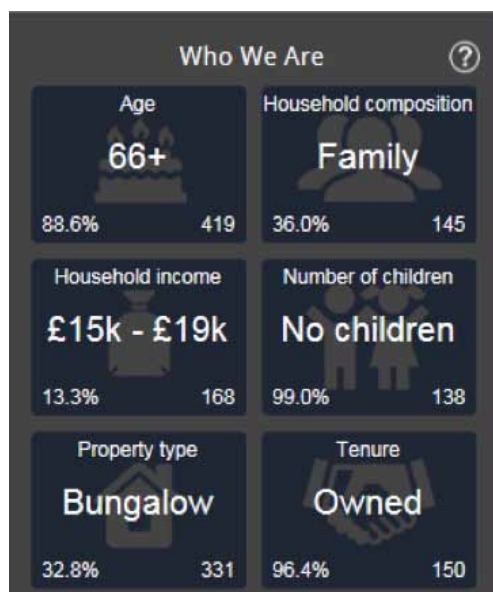 Who We Are ?
Age
66+
88.6% 419
Household composition
Family
36.0% 145
Household income
£15k - £19k
13.3% 168
Number of children
No children
99.0% 138
Property type
Bungalow
32.8% 331
Tenure
Owned
96.4% 150